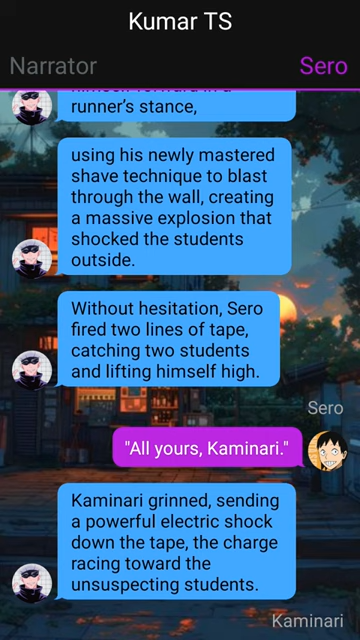 Kumar TS
Narrator
Sero
himself forward in a
runner's stance,
using his newly mastered
shave technique to blast
through the wall, creating
a massive explosion that
shocked the students
outside.
Without hesitation, Sero
fired two lines of tape,
catching two students
and lifting himself high.
Sero
"All yours, Kaminari."
Kaminari grinned, sending
a powerful electric shock
down the tape, the charge
racing toward the
unsuspecting students.
Kaminari